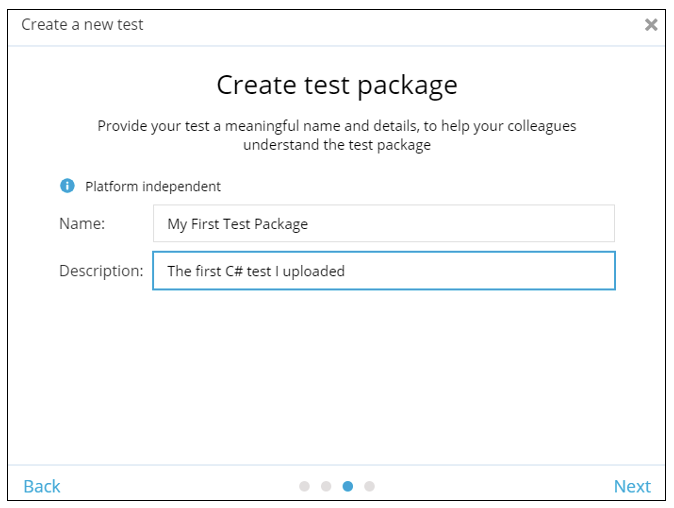 Create a new test
Create test package
Provide your test a meaningful name and details, to help your colleagues
understand the test package
Platform independent
Name: My First Test Package
Description: The first C# test I uploaded
Back Next